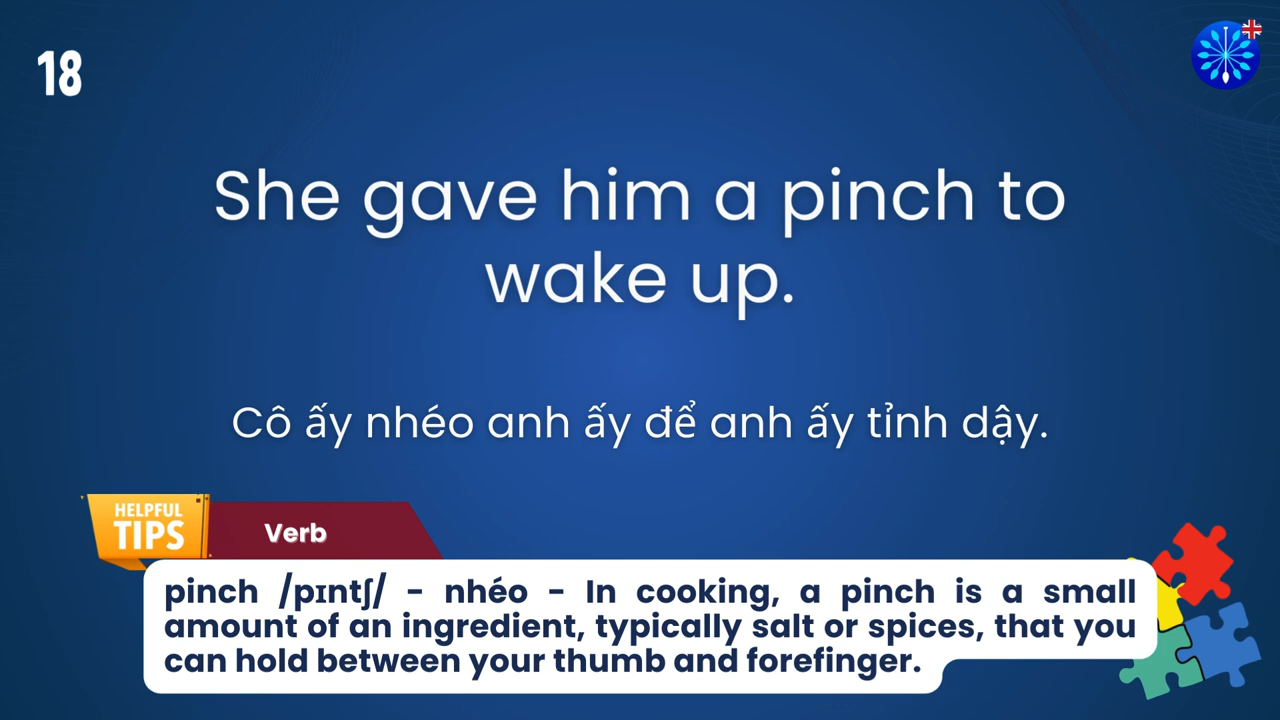 18
She gave him a pinch to
wake up.
Cô ấy nhéo anh ấy để anh ấy tỉnh dậy.
HELPFUL
TIPS
Verb
pinch /pɪntʃ/ - nhéo - In cooking, a pinch is a small
amount of an ingredient, typically salt or spices, that you
can hold between your thumb and forefinger.